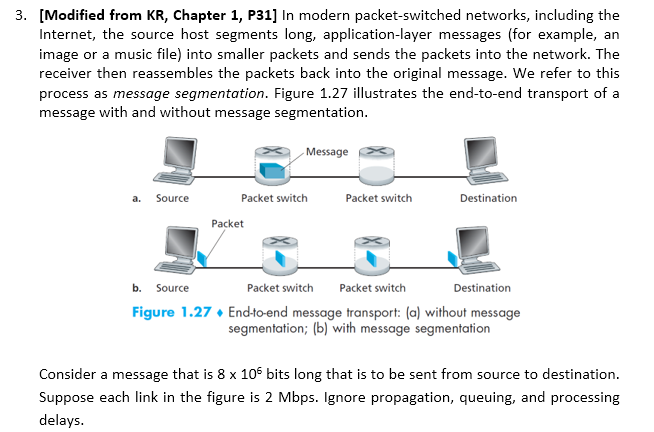 3. [Modified from KR, Chapter 1, P31] In modern packet-switched networks, including the
Internet, the source host segments long, application-layer messages (for example, an
image or a music file) into smaller packets and sends the packets into the network. The
receiver then reassembles the packets back into the original message. We refer to this
process as message segmentation. Figure 1.27 illustrates the end-to-end transport of a
message with and without message segmentation.
Message
a. Source Packet switch Packet switch Destination
Packet
b. Source Packet switch Packet switch Destination
Figure 1.27 ♦ End-to-end message transport: (a) without message
segmentation; (b) with message segmentation
Consider a message that is 8 x 10⁶ bits long that is to be sent from source to destination.
Suppose each link in the figure is 2 Mbps. Ignore propagation, queuing, and processing
delays.